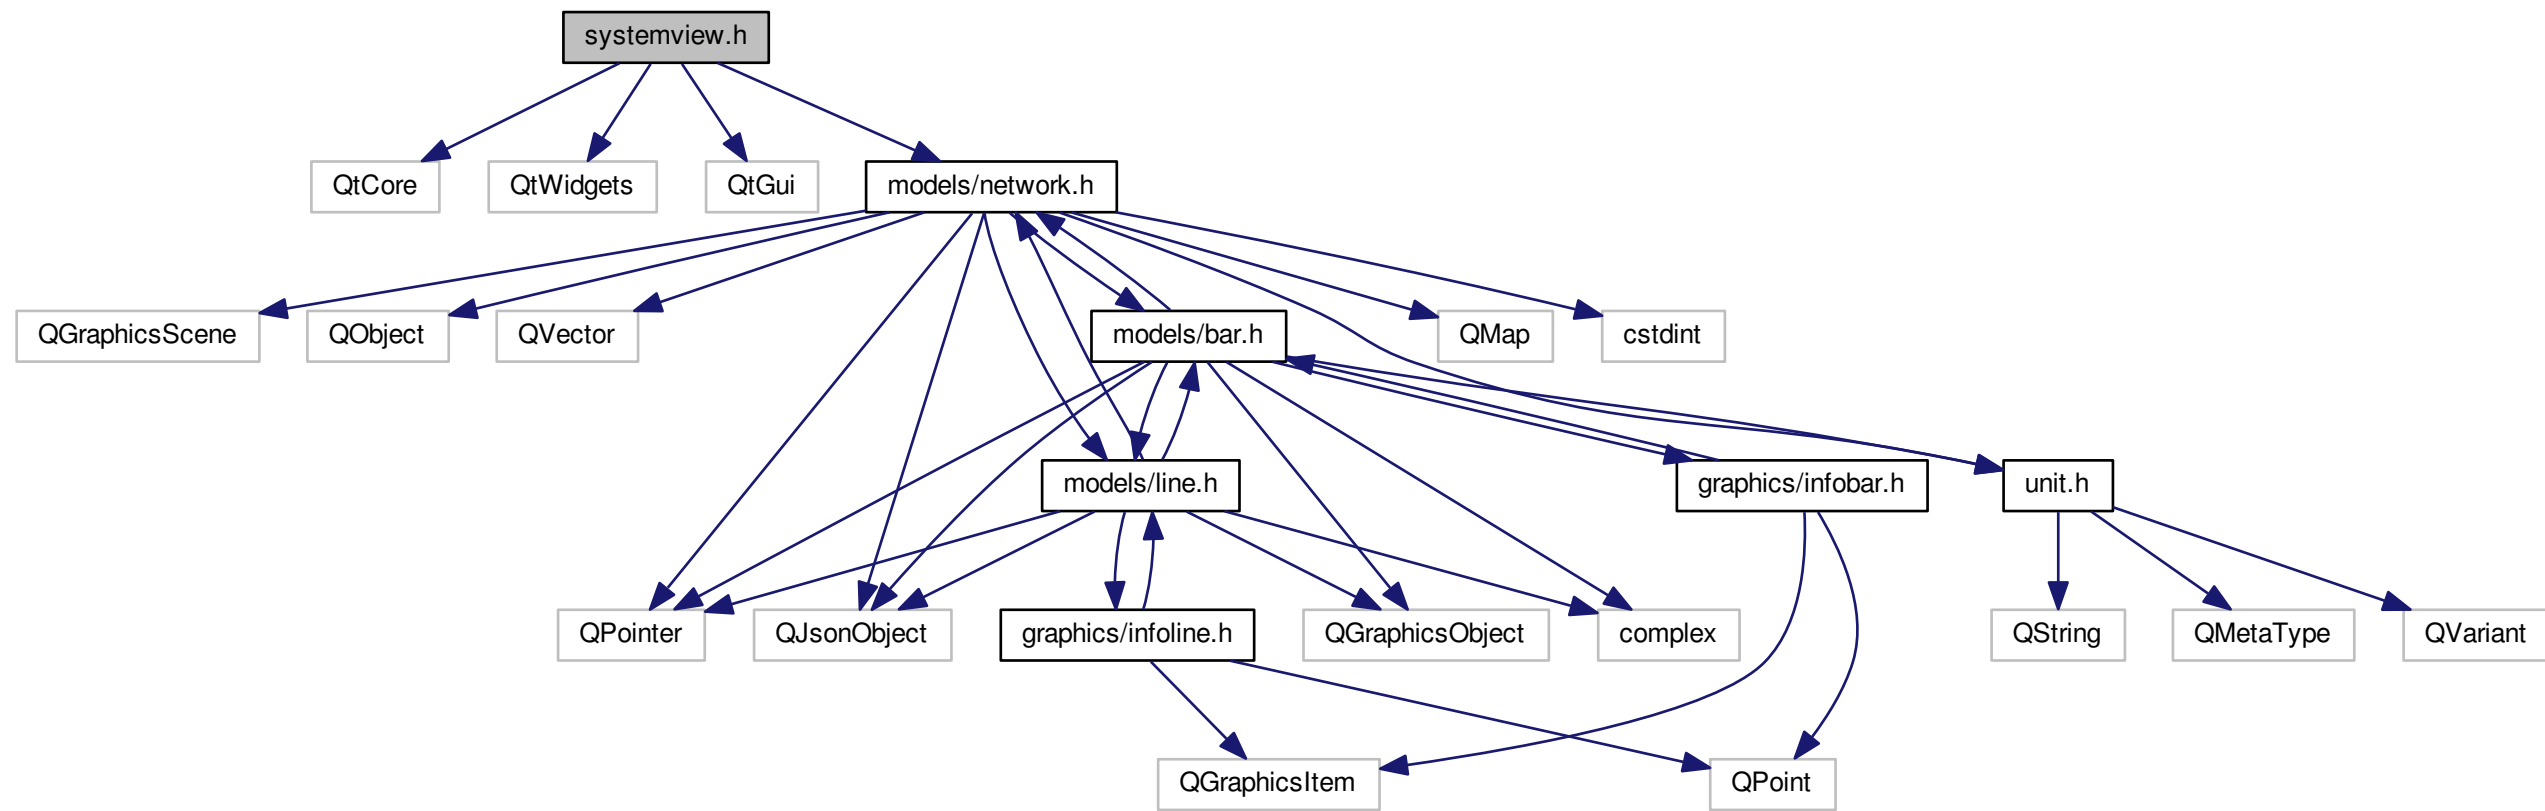 systemview.h
QtCore
QtWidgets
QtGui
models/network.h
QGraphicsScene
QObject
QVector
models/bar.h
QMap
cstdint
models/line.h
graphics/infobar.h
unit.h
QPointer
QJsonObject
graphics/infoline.h
QGraphicsObject
complex
QString
QMetaType
QVariant
QGraphicsItem
QPoint